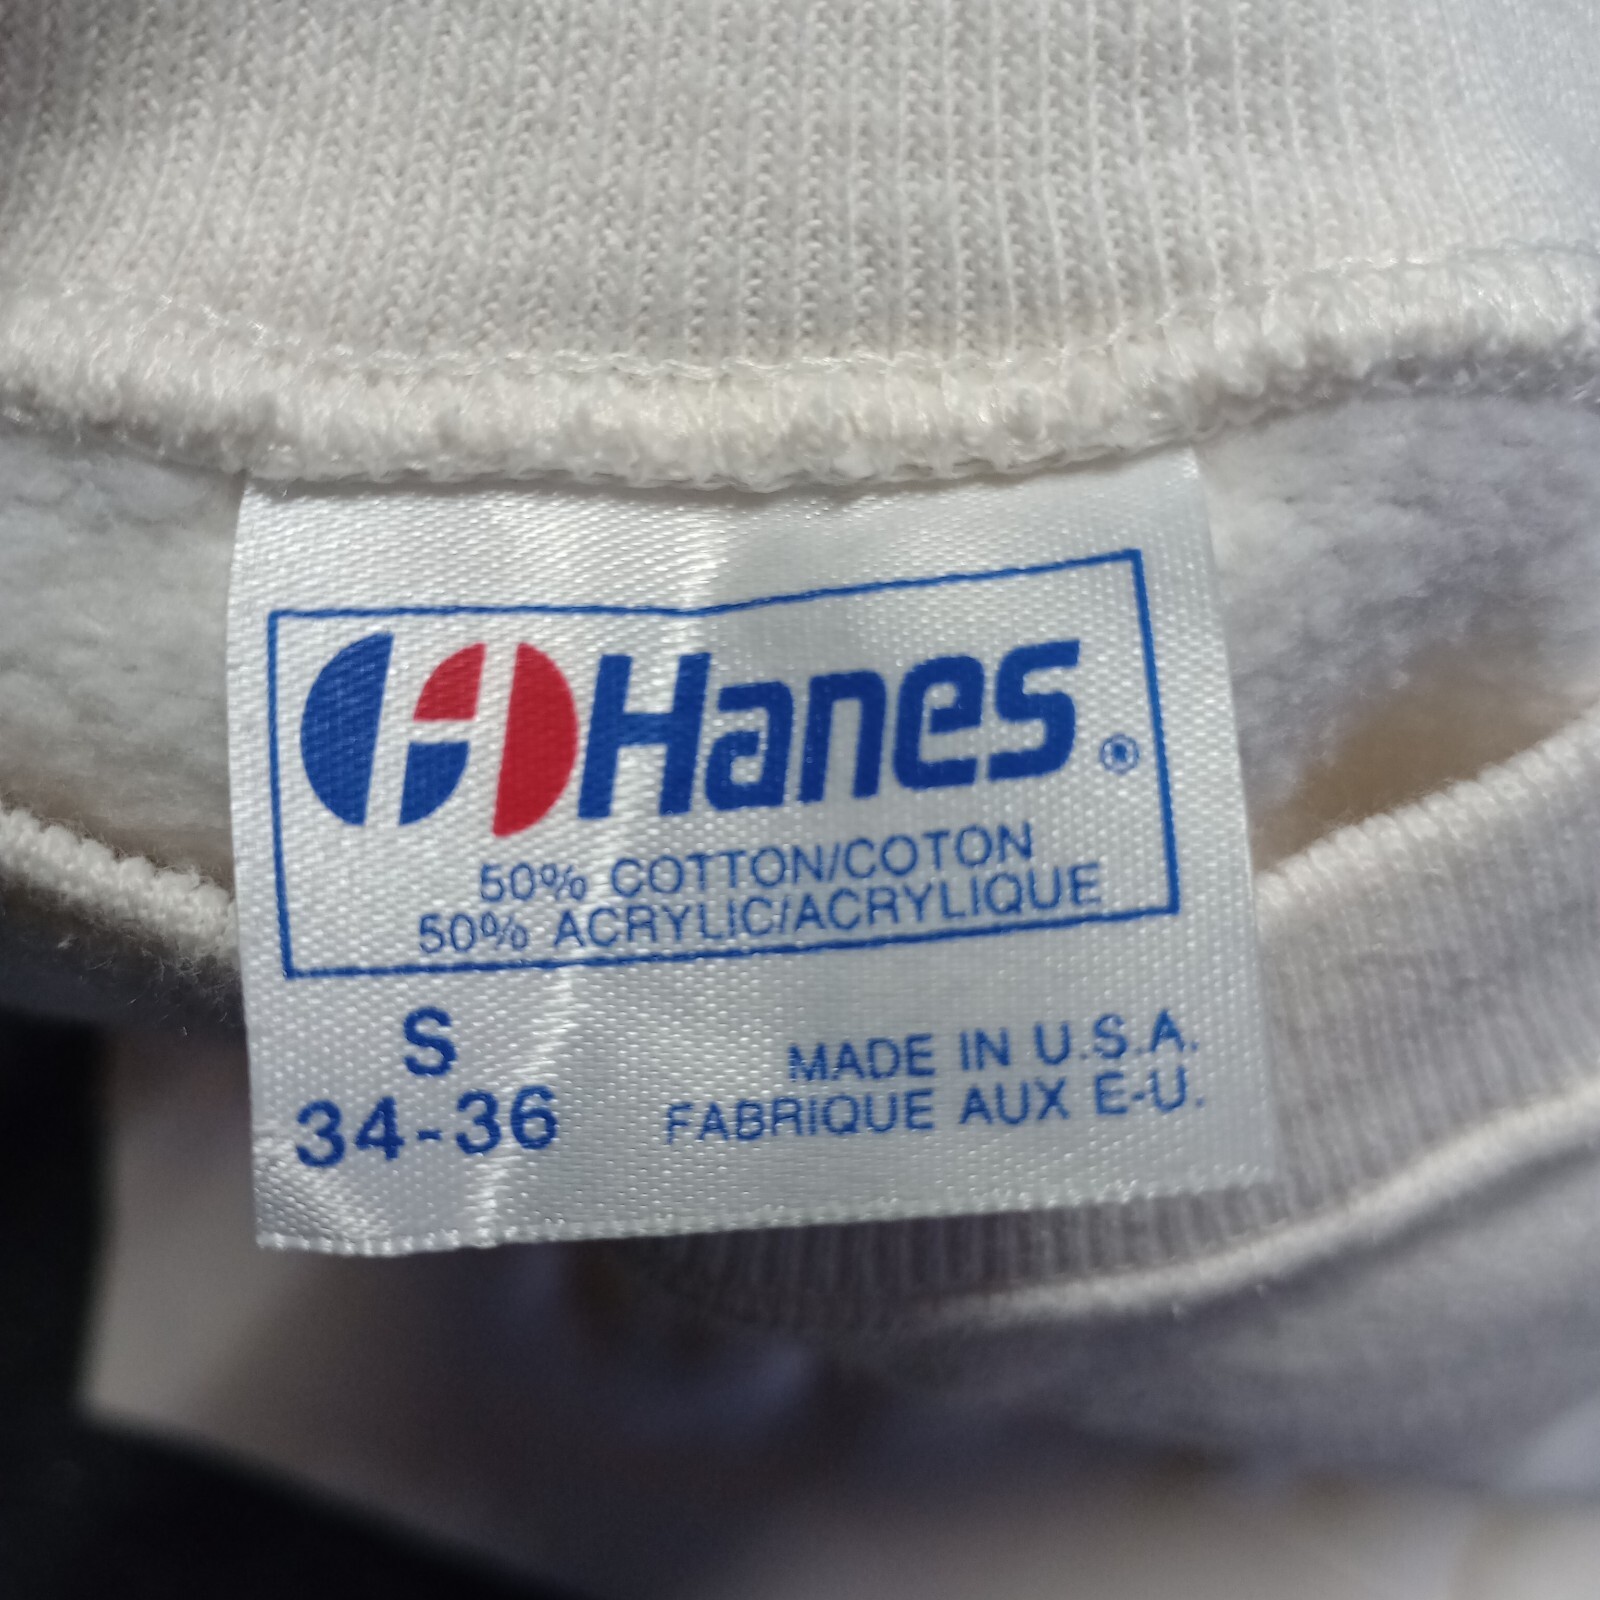 Hanes®
50% COTTON/COTON
50% ACRYLIC/ACRYLIQUE
S
34-36
MADE IN U.S.A.
FABRIQUE AUX E-U.